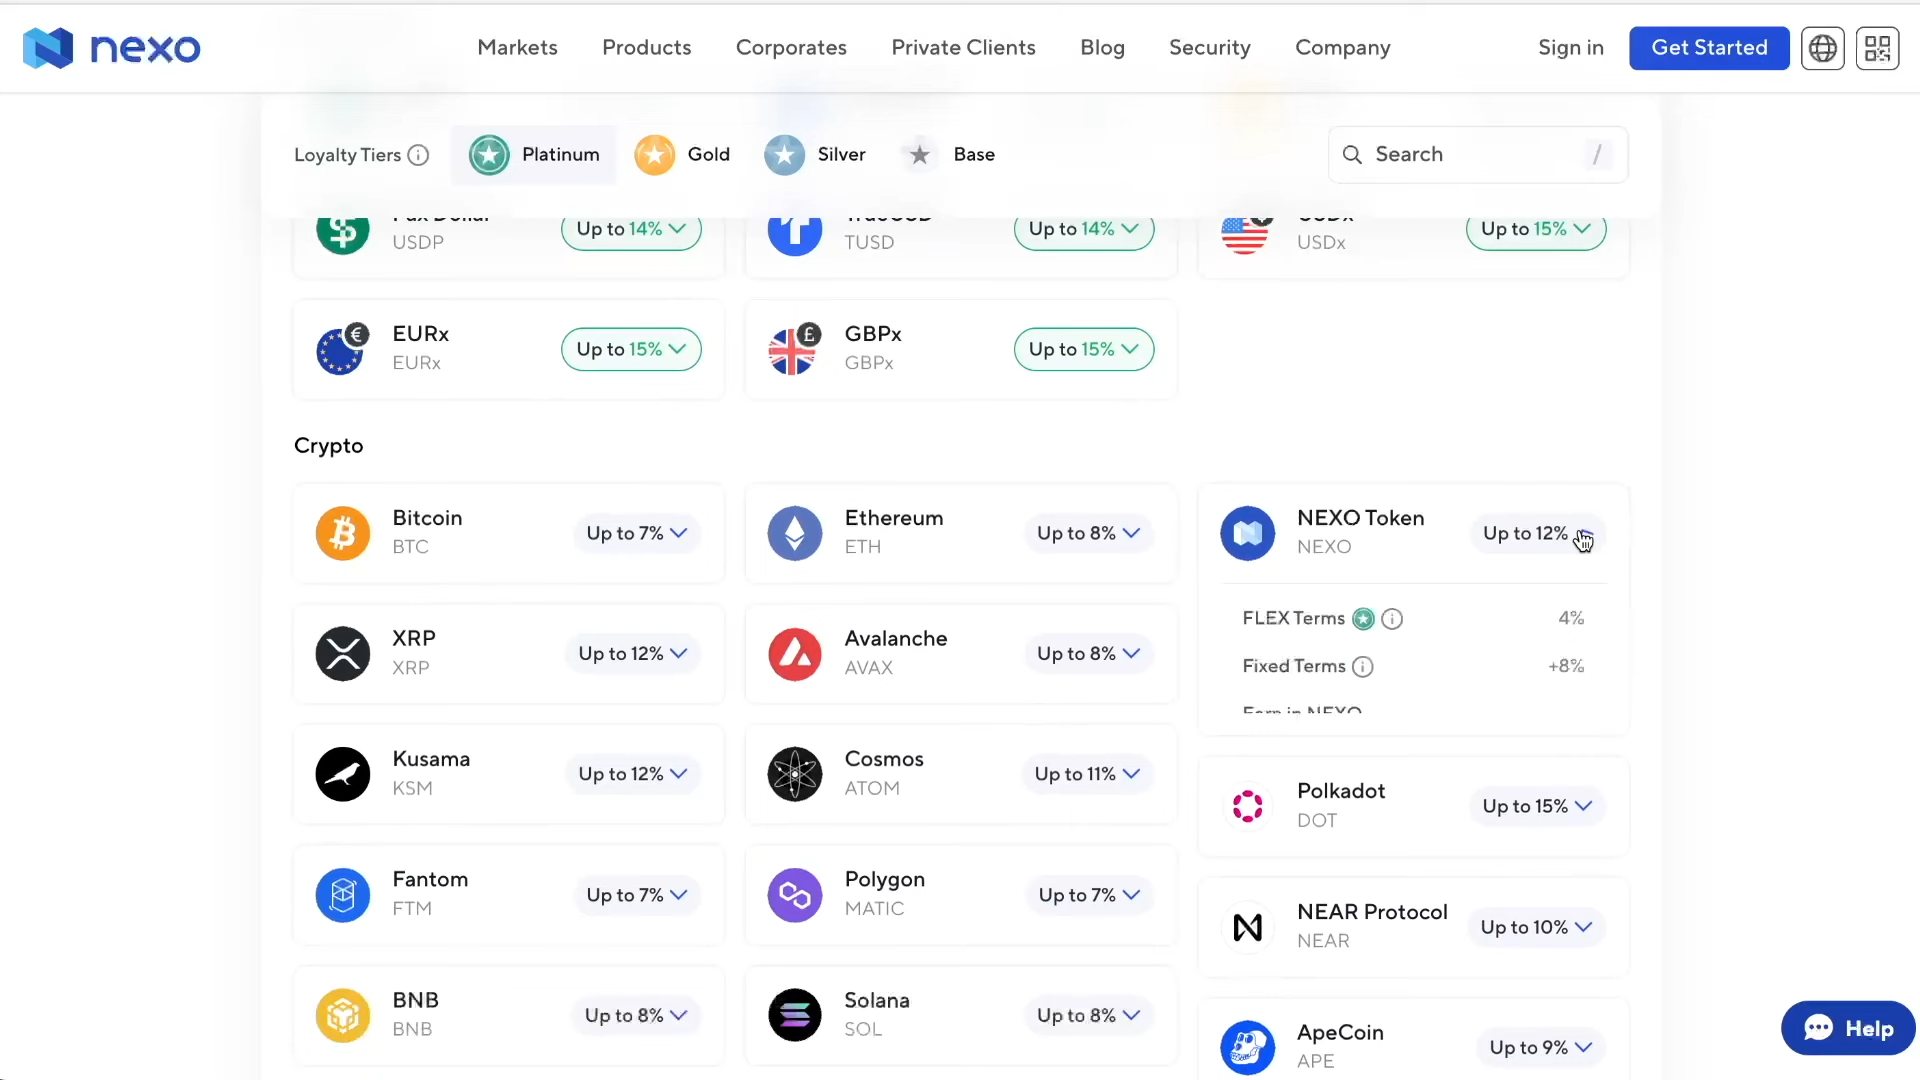 nexo
Markets Products Corporates Private Clients Blog Security Company Sign in Get Started
Loyalty Tiers Platinum Gold Silver Base Search /
Up to 14% Up to 14% Up to 15%
USDP TUSD USDx
EURx Up to 15% GBPx Up to 15%
EURx GBPx
Crypto
Bitcoin Up to 7% Ethereum Up to 8% NEXO Token Up to 12%
BTC ETH NEXO
FLEX Terms 4%
XRP Up to 12% Avalanche Up to 8%
XRP AVAX
Fixed Terms +8%
Earn in NEXO
Kusama Up to 12% Cosmos Up to 11%
KSM ATOM
Polkadot Up to 15%
DOT
Fantom Up to 7% Polygon Up to 7%
FTM MATIC
NEAR Protocol Up to 10%
NEAR
BNB Up to 8% Solana Up to 8%
BNB SOL
ApeCoin Up to 9%
APE
Help